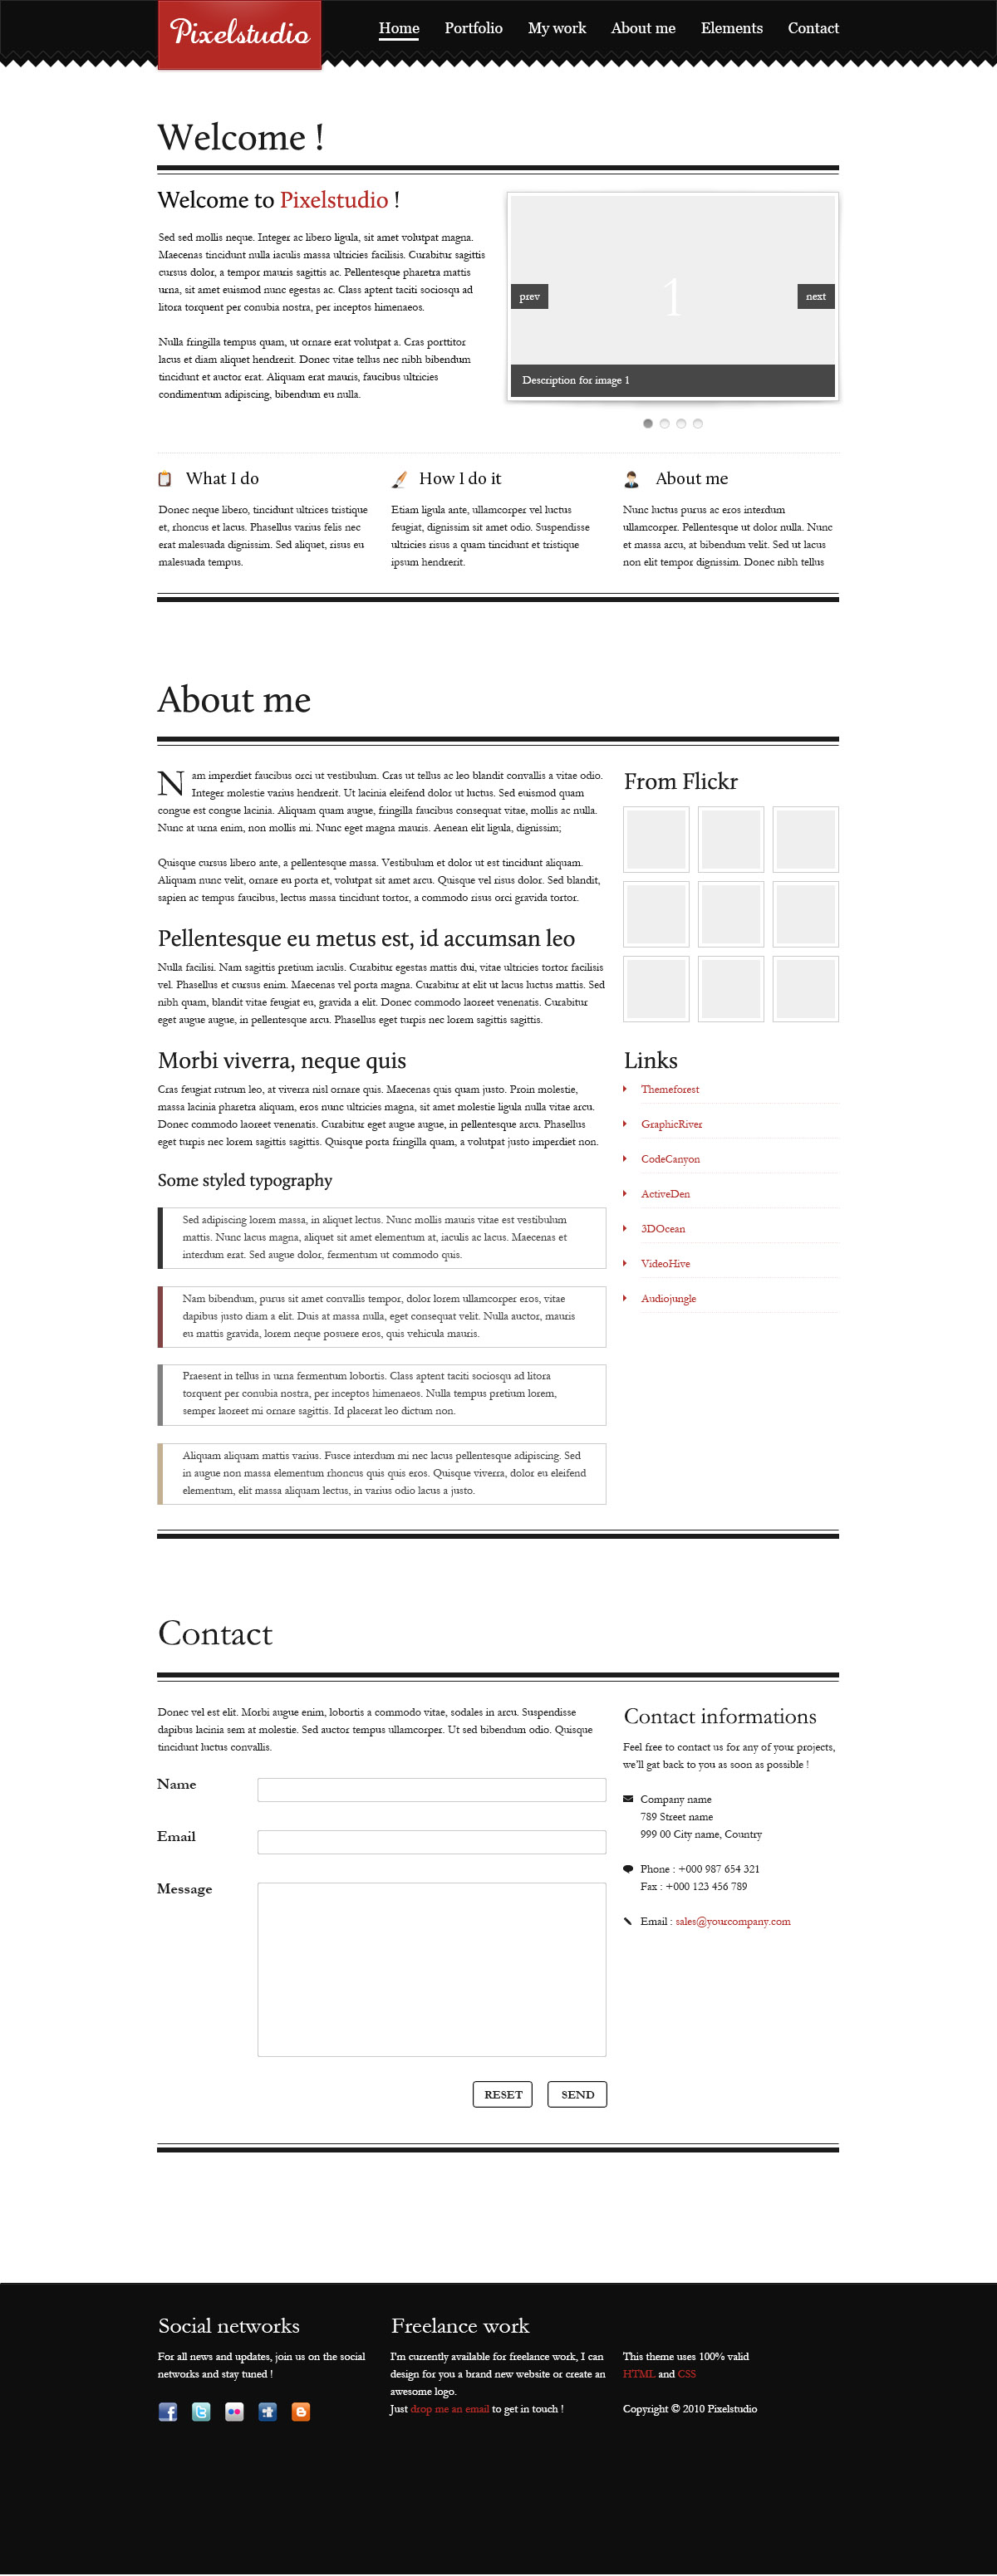 Pixelstudio
Home Portfolio My work About me Elements Contact
Welcome !
Welcome to Pixelstudio !
Sed sed mollis neque. Integer ac libero ligula, sit amet volutpat magna.
Maecenas tincidunt nulla iaculis massa ultricies facilisis. Curabitur sagittis
cursus dolor, a tempor mauris sagittis ac. Pellentesque pharetra mattis
urna, sit amet euismod nunc egestas ac. Class aptent taciti sociosqu ad
litora torquent per conubia nostra, per inceptos himenaeos.
Nulla fringilla tempus quam, ut ornare erat volutpat a. Cras porttitor
lacus et diam aliquet hendrerit. Donec vitae tellus nec nibh bibendum
tincidunt et auctor erat. Aliquam erat mauris, faucibus ultricies
condimentum adipiscing, bibendum eu nulla.
prev
1
next
Description for image 1
What I do
Donec neque libero, tincidunt ultrices tristique
et, rhoncus et lacus. Phasellus varius felis nec
erat malesuada dignissim. Sed aliquet, risus eu
malesuada tempus.
How I do it
Etiam ligula ante, ullamcorper vel luctus
feugiat, dignissim sit amet odio. Suspendisse
ultricies risus a quam tincidunt et tristique
ipsum hendrerit.
About me
Nunc luctus purus ac eros interdum
ullamcorper. Pellentesque ut dolor nulla. Nunc
et massa arcu, at bibendum velit. Sed ut lacus
non elit tempor dignissim. Donec nibh tellus
About me
Nam imperdiet faucibus orci ut vestibulum. Cras ut tellus ac leo blandit convallis a vitae odio.
Integer molestie varius hendrerit. Ut lacinia eleifend dolor ut luctus. Sed euismod quam
congue est congue lacinia. Aliquam quam augue, fringilla faucibus consequat vitae, mollis ac nulla.
Nunc at urna enim, non mollis mi. Nunc eget magna mauris. Aenean elit ligula, dignissim;
Quisque cursus libero ante, a pellentesque massa. Vestibulum et dolor ut est tincidunt aliquam.
Aliquam nunc velit, ornare eu porta et, volutpat sit amet arcu. Quisque vel risus dolor. Sed blandit,
sapien ac tempus faucibus, lectus massa tincidunt tortor, a commodo risus orci gravida tortor.
Pellentesque eu metus est, id accumsan leo
Nulla facilisi. Nam sagittis pretium iaculis. Curabitur egestas mattis dui, vitae ultricies tortor facilisis
vel. Phasellus et cursus enim. Maecenas vel porta magna. Curabitur at elit ut lacus luctus mattis. Sed
nibh quam, blandit vitae feugiat eu, gravida a elit. Donec commodo laoreet venenatis. Curabitur
eget augue augue, in pellentesque arcu. Phasellus eget turpis nec lorem sagittis sagittis.
Morbi viverra, neque quis
Cras feugiat rutrum leo, at viverra nisl ornare quis. Maecenas quis quam justo. Proin molestie,
massa lacinia pharetra aliquam, eros nunc ultricies magna, sit amet molestie ligula nulla vitae arcu.
Donec commodo laoreet venenatis. Curabitur eget augue augue, in pellentesque arcu. Phasellus
eget turpis nec lorem sagittis sagittis. Quisque porta fringilla quam, a volutpat justo imperdiet non.
Some styled typography
Sed adipiscing lorem massa, in aliquet lectus. Nunc mollis mauris vitae est vestibulum
mattis. Nunc lacus magna, aliquet sit amet elementum at, iaculis ac lacus. Maecenas et
interdum erat. Sed augue dolor, fermentum ut commodo quis.
Nam bibendum, purus sit amet convallis tempor, dolor lorem ullamcorper eros, vitae
dapibus justo diam a elit. Duis at massa nulla, eget consequat velit. Nulla auctor, mauris
eu mattis gravida, lorem neque posuere eros, quis vehicula mauris.
Praesent in tellus in urna fermentum lobortis. Class aptent taciti sociosqu ad litora
torquent per conubia nostra, per inceptos himenaeos. Nulla tempus pretium lorem,
semper laoreet mi ornare sagittis. Id placerat leo dictum non.
Aliquam aliquam mattis varius. Fusce interdum mi nec lacus pellentesque adipiscing. Sed
in augue non massa elementum rhoncus quis quis eros. Quisque viverra, dolor eu eleifend
elementum, elit massa aliquam lectus, in varius odio lacus a justo.
From Flickr
Links
Themeforest
GraphicRiver
CodeCanyon
ActiveDen
3DOcean
VideoHive
Audiojungle
Contact
Donec vel est elit. Morbi augue enim, lobortis a commodo vitae, sodales in arcu. Suspendisse
dapibus lacinia sem at molestie. Sed auctor tempus ullamcorper. Ut sed bibendum odio. Quisque
tincidunt luctus convallis.
Name
Email
Message
RESET SEND
Contact informations
Feel free to contact us for any of your projects,
we'll gat back to you as soon as possible !
Company name
789 Street name
999 00 City name, Country
Phone : +000 987 654 321
Fax : +000 123 456 789
Email : sales@yourcompany.com
Social networks
For all news and updates, join us on the social
networks and stay tuned !
Freelance work
I'm currently available for freelance work, I can
design for you a brand new website or create an
awesome logo.
Just drop me an email to get in touch !
This theme uses 100% valid
HTML and CSS
Copyright © 2010 Pixelstudio